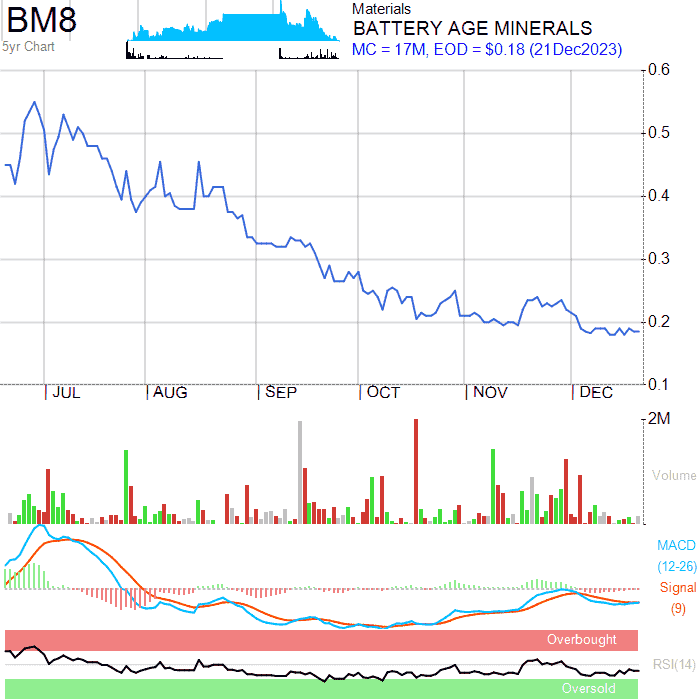 BM8
5yr Chart
Materials
BATTERY AGE MINERALS
MC = 17M, EOD = $0.18 (21Dec2023)
0.6
0.5
0.4
0.3
0.2
0.1
JUL AUG SEP OCT NOV DEC
2M
Volume
MACD
(12-26)
Signal
(9)
Overbought
RSI(14)
Oversold